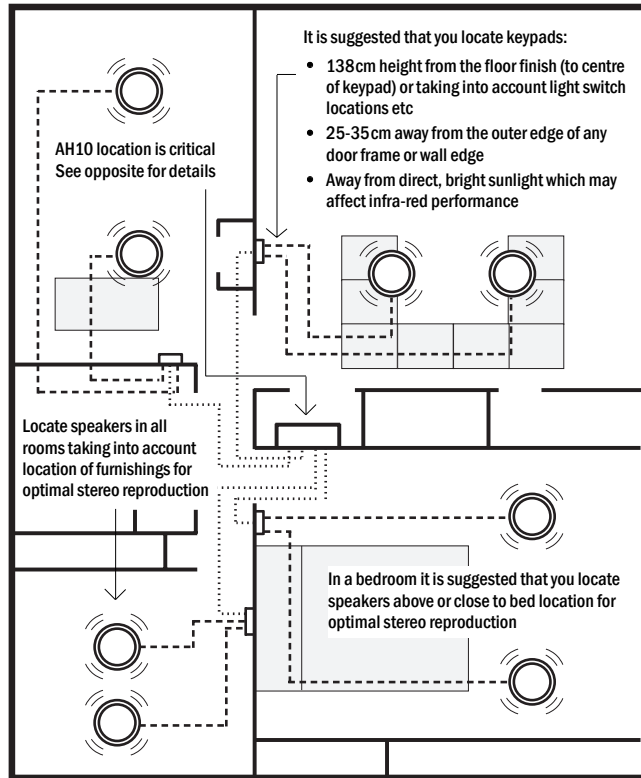 It is suggested that you locate keypads:
• 138cm height from the floor finish (to centre
of keypad) or taking into account light switch
locations etc
• 25-35cm away from the outer edge of any
door frame or wall edge
• Away from direct, bright sunlight which may
affect infra-red performance
AH10 location is critical
See opposite for details
Locate speakers in all
rooms taking into account
location of furnishings for
optimal stereo reproduction
In a bedroom it is suggested that you locate
speakers above or close to bed location for
optimal stereo reproduction